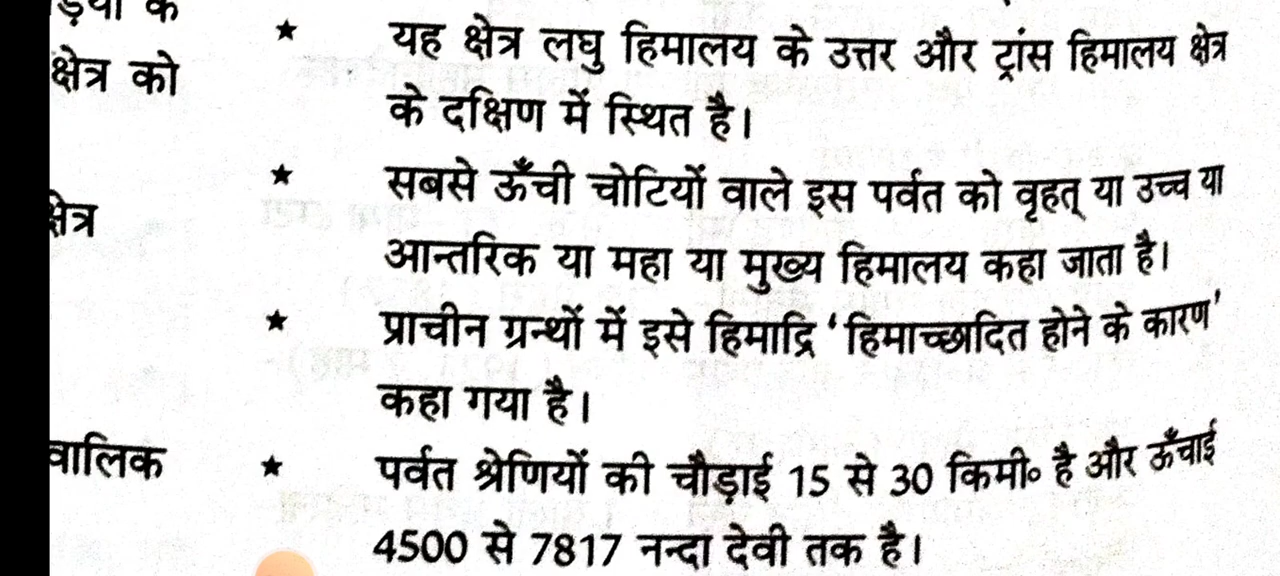 क्षेत्र को
★ यह क्षेत्र लघु हिमालय के उत्तर और ट्रांस हिमालय क्षेत्र
के दक्षिण में स्थित है।
★ सबसे ऊँची चोटियों वाले इस पर्वत को वृहत् या उच्च या
क्षेत्र
आन्तरिक या महा या मुख्य हिमालय कहा जाता है।
★ प्राचीन ग्रन्थों में इसे हिमाद्रि ‘हिमाच्छादित होने के कारण’
कहा गया है।
वालिक
★ पर्वत श्रेणियों की चौड़ाई 15 से 30 किमी॰ है और ऊँचाई
4500 से 7817 नन्दा देवी तक है।